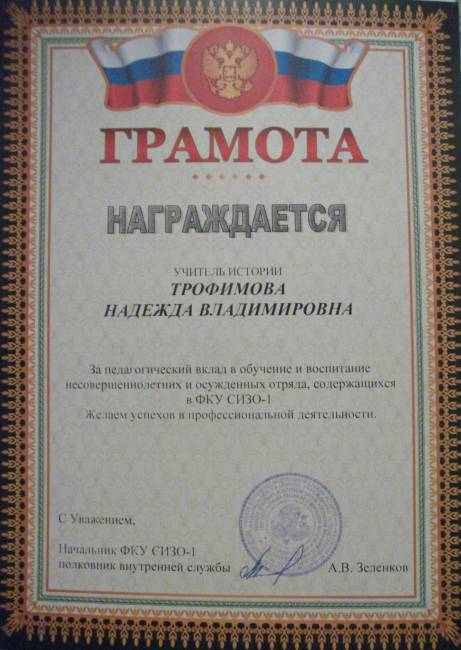 ГРАМОТА
НАГРАЖДАЕТСЯ
УЧИТЕЛЬ ИСТОРИИ
ТРОФИМОВА
НАДЕЖДА ВЛАДИМИРОВНА
За педагогический вклад в обучение и воспитание
несовершеннолетних и осужденных отряда, содержащихся
в ФКУ СИЗО-1
Желаем успехов в профессиональной деятельности.
С Уважением,
Начальник ФКУ СИЗО-1
полковник внутренней службы А.В. Зеленков